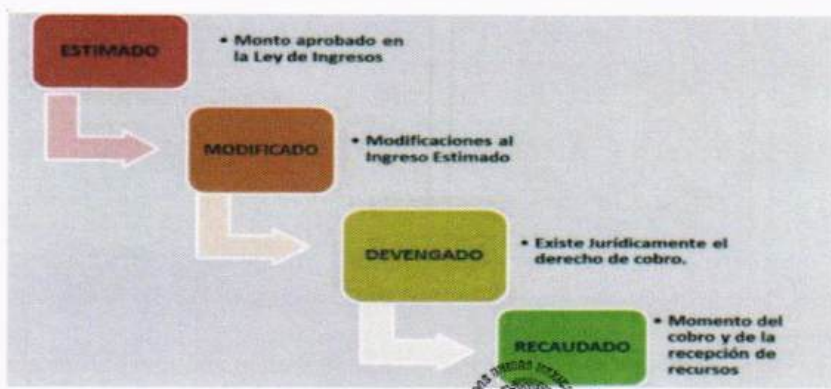 ESTIMADO
• Monto aprobado en
la Ley de Ingresos
MODIFICADO
• Modificaciones al
Ingreso Estimado
DEVENGADO
• Existe Jurídicamente el
derecho de cobro.
RECAUDADO
• Momento del
cobro y de la
recepción de
recursos